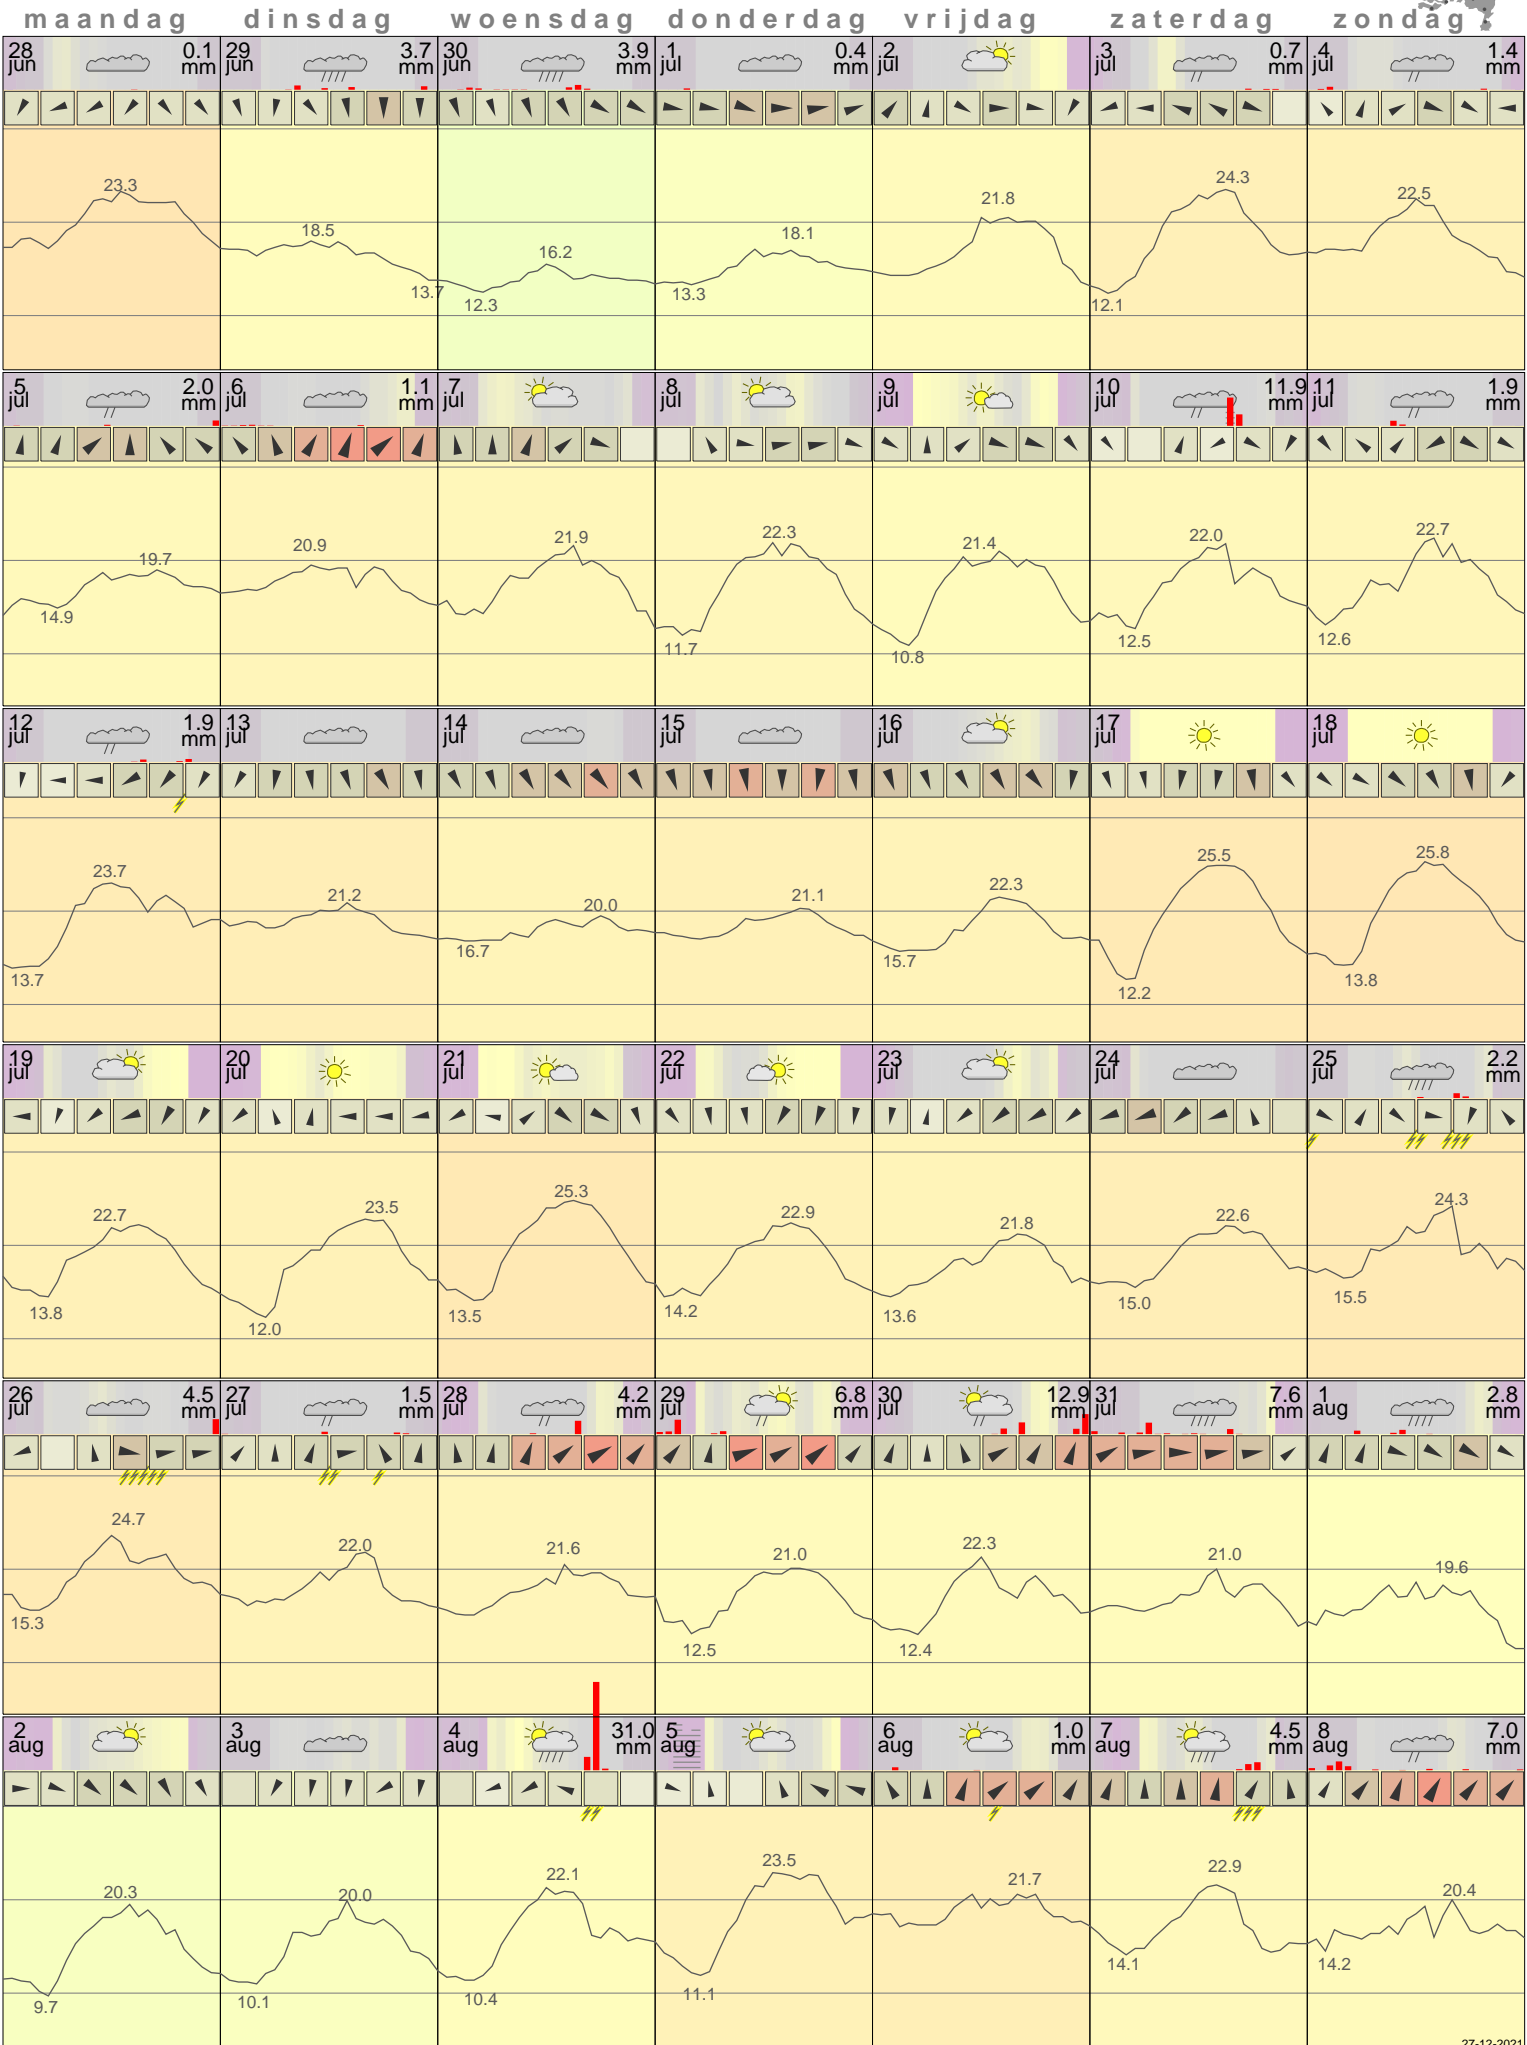 maandag dinsdag woensdag donderdag vrijdag zaterdag zondag
28 0.1 29 3.7 30 3.9 1 0.4 2 3 0.7 4 1.4
jun mm jun mm jun mm jul mm jul jul mm jul mm
23.3 18.5 13.7 12.3 16.2 13.3 18.1 21.8 12.1 24.3 22.5
5 2.0 6 1.1 7 8 9 10 11.9 11 1.9
jul mm jul mm jul jul jul jul mm jul mm
14.9 19.7 20.9 21.9 11.7 22.3 10.8 21.4 12.5 22.0 12.6 22.7
12 1.9 13 14 15 16 17 18
jul mm jul jul jul jul jul jul
13.7 23.7 21.2 16.7 20.0 21.1 15.7 22.3 12.2 25.5 13.8 25.8
19 20 21 22 23 24 25 2.2
jul jul jul jul jul jul jul mm
13.8 22.7 12.0 23.5 13.5 25.3 14.2 22.9 13.6 21.8 15.0 22.6 15.5 24.3
26 4.5 27 1.5 28 4.2 29 6.8 30 12.9 31 7.6 1 2.8
jul mm jul mm jul mm jul mm jul mm jul mm aug mm
15.3 24.7 22.0 21.6 12.5 21.0 12.4 22.3 21.0 19.6
2 3 4 31.0 5 6 1.0 7 4.5 8 7.0
aug aug aug mm aug aug mm aug mm aug mm
9.7 20.3 10.1 20.0 10.4 22.1 11.1 23.5 21.7 14.1 22.9 14.2 20.4
27-12-2021